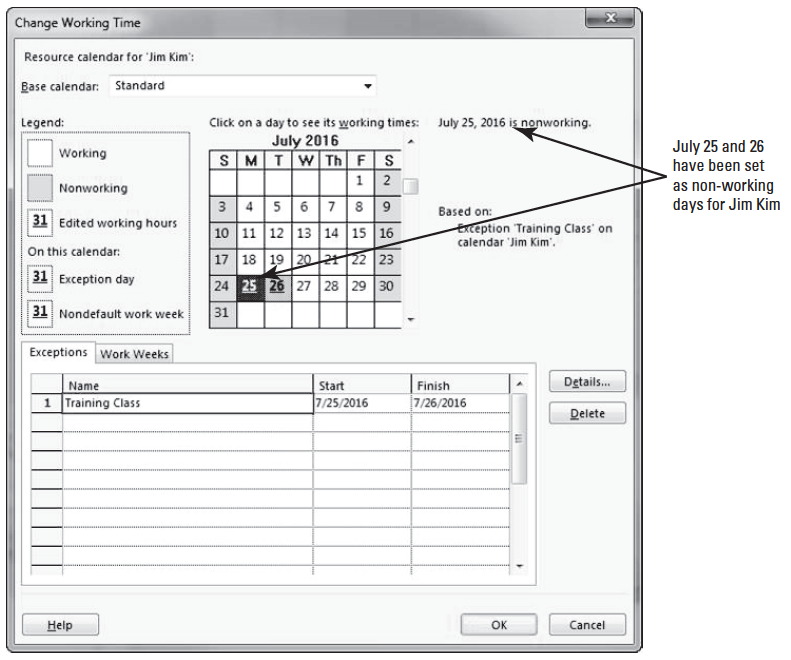 Change Working Time
Resource calendar for 'Jim Kim':
Base calendar: Standard
Legend:
Working
Nonworking
31 Edited working hours
On this calendar:
31 Exception day
31 Nondefault work week
Click on a day to see its working times:
July 2016
S M T W Th F S
1 2
3 4 5 6 7 8 9
10 11 12 13 14 15 16
17 18 19 20 21 22 23
24 25 26 27 28 29 30
31
July 25, 2016 is nonworking.
Based on:
Exception 'Training Class' on
calendar 'Jim Kim'.
July 25 and 26
have been set
as non-working
days for Jim Kim
Exceptions Work Weeks
Name Start Finish
1 Training Class 7/25/2016 7/26/2016
Details...
Delete
Help OK Cancel